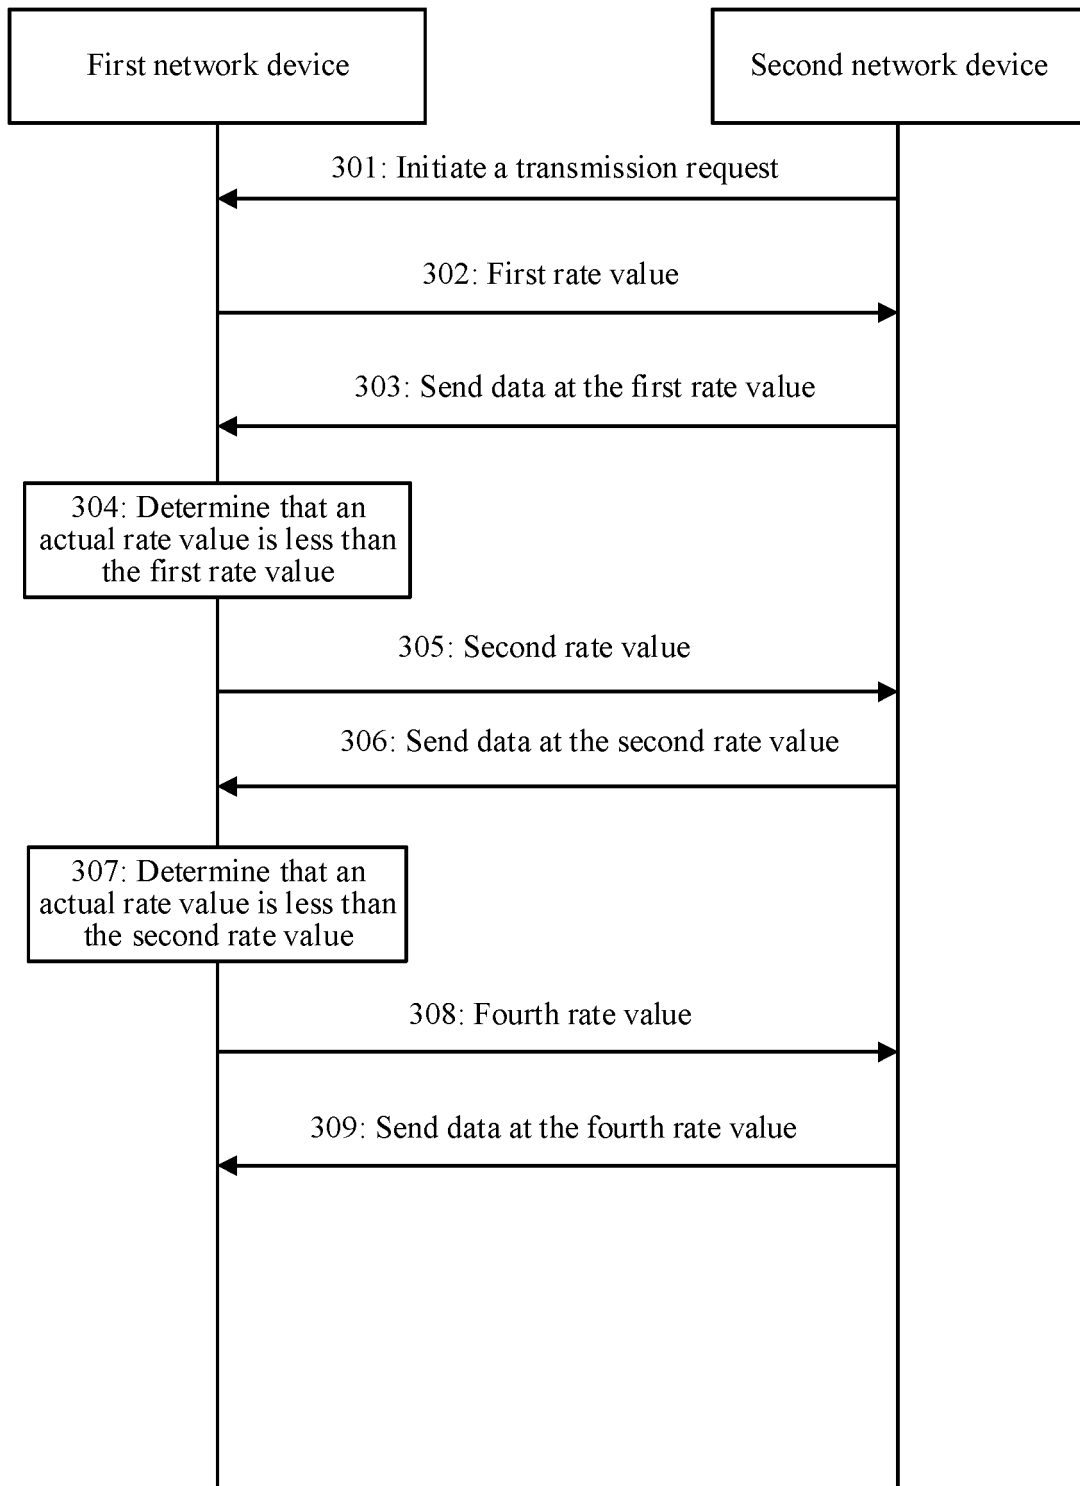 First network device
Second network device
301: Initiate a transmission request
302: First rate value
303: Send data at the first rate value
304: Determine that an
actual rate value is less than
the first rate value
305: Second rate value
306: Send data at the second rate value
307: Determine that an
actual rate value is less than
the second rate value
308: Fourth rate value
309: Send data at the fourth rate value